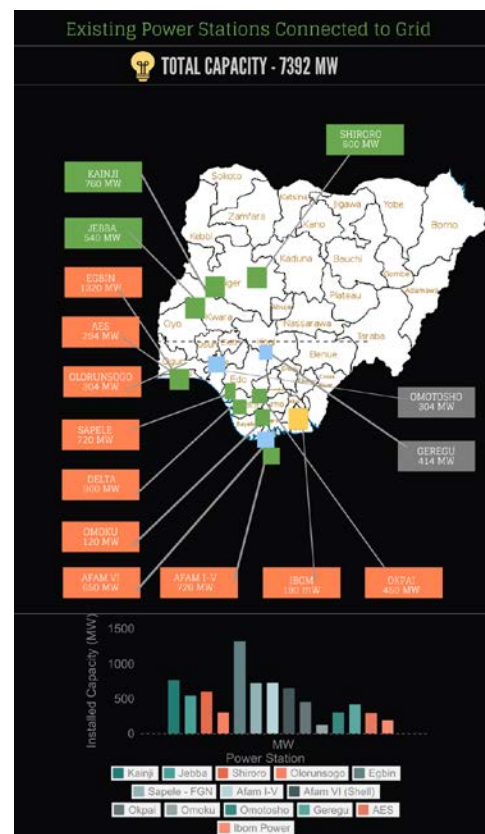 Existing Power Stations Connected to Grid
TOTAL CAPACITY - 7392 MW
SHIRORO
600 MW
KAINJI
760 MW
JEBBA
540 MW
EGBIN
1320 MW
AES
294 MW
OLORUNSOGO
304 MW
SAPELE
720 MW
DELTA
900 MW
OMOKU
120 MW
AFAM VI
650 MW
AFAM I-V
726 MW
IBOM
190 mW
OKPAI
450 MW
OMOTOSHO
304 MW
GEREGU
414 MW
Sokoto
Katsina
Jigawa
Yobe
Borno
Zamfara
Kano
Kebbi
Kaduna
Bauchi
Gombe
Adamawa
Niger
Plateau
Kwara
Oyo
Nassarawa
Taraba
Benue
Edo
Installed Capacity (MW)
1500
1000
500
0
MW
Power Station
Kainji
Jebba
Shiroro
Olorunsogo
Egbin
Sapele - FGN
Afam I-V
Afam VI (Shell)
Okpai
Omoku
Omotosho
Geregu
AES
Ibom Power